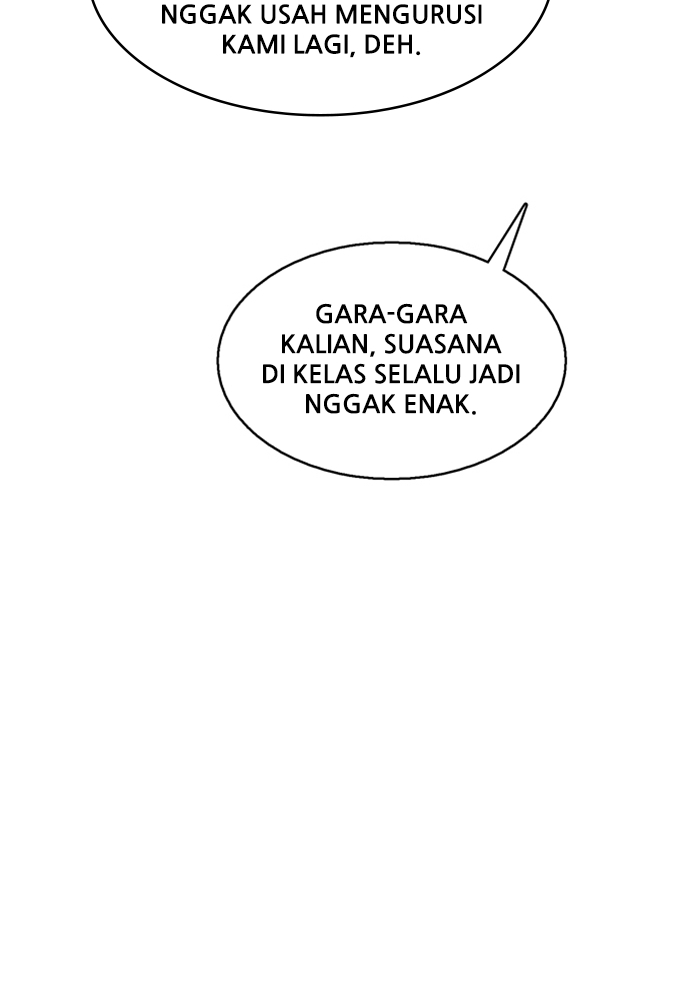 NGGAK USAH MENGURUSI
KAMI LAGI, DEH.
GARA-GARA
KALIAN, SUASANA
DI KELAS SELALU JADI
NGGAK ENAK.